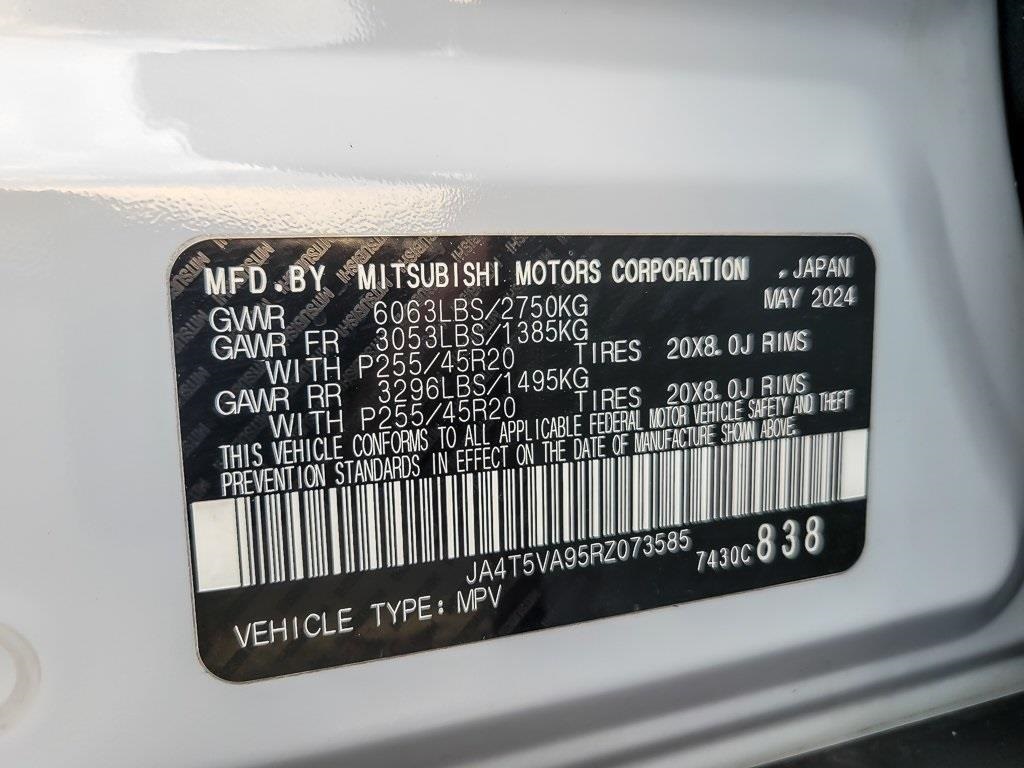 MFD.BY MITSUBISHI MOTORS CORPORATION , JAPAN
GVWR 6063LBS/2750KG MAY 2024
GAWR FR 3053LBS/1385KG
WITH P255/45R20 TIRES 20X8.0J RIMS
GAWR RR 3296LBS/1495KG
WITH P255/45R20 TIRES 20X8.0J RIMS
THIS VEHICLE CONFORMS TO ALL APPLICABLE FEDERAL MOTOR VEHICLE SAFETY AND THEFT
PREVENTION STANDARDS IN EFFECT ON THE DATE OF MANUFACTURE SHOWN ABOVE.
JA4T5VA95RZ073585 7430C 838
VEHICLE TYPE: MPV